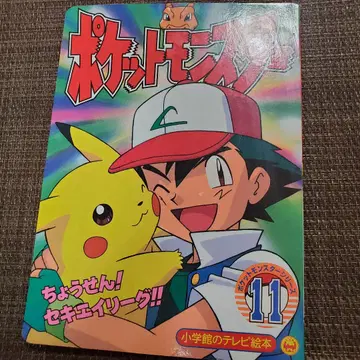 ポケットモンスター
ちょうせん!
セキエイリーグ!!
ポケットモンスターシリーズ
11
小学館のテレビ絵本